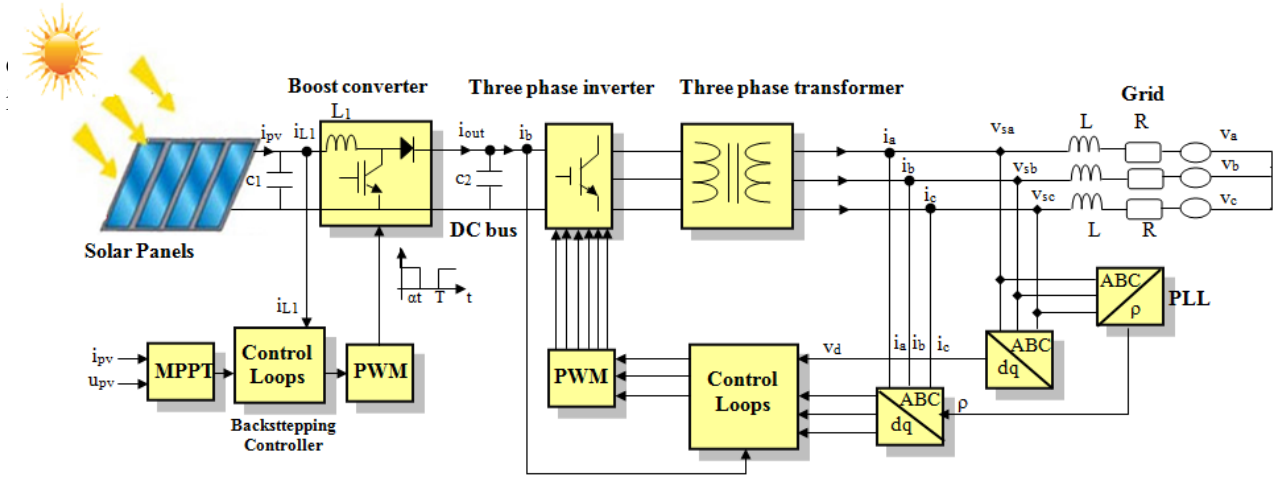 Boost converter
Three phase inverter
Three phase transformer
Grid
L1
L
R
ipv
iL1
iout
ib
ia
vsa
va
c1
c2
ib
vsb
vb
ic
vsc
vc
DC bus
L
R
Solar Panels
αt
T
t
ABC
ρ
PLL
iL1
ipv
upv
MPPT
Control
Loops
PWM
PWM
Control
Loops
vd
ia
ib
ic
ABC
dq
ABC
dq
ρ
Backsttepping
Controller